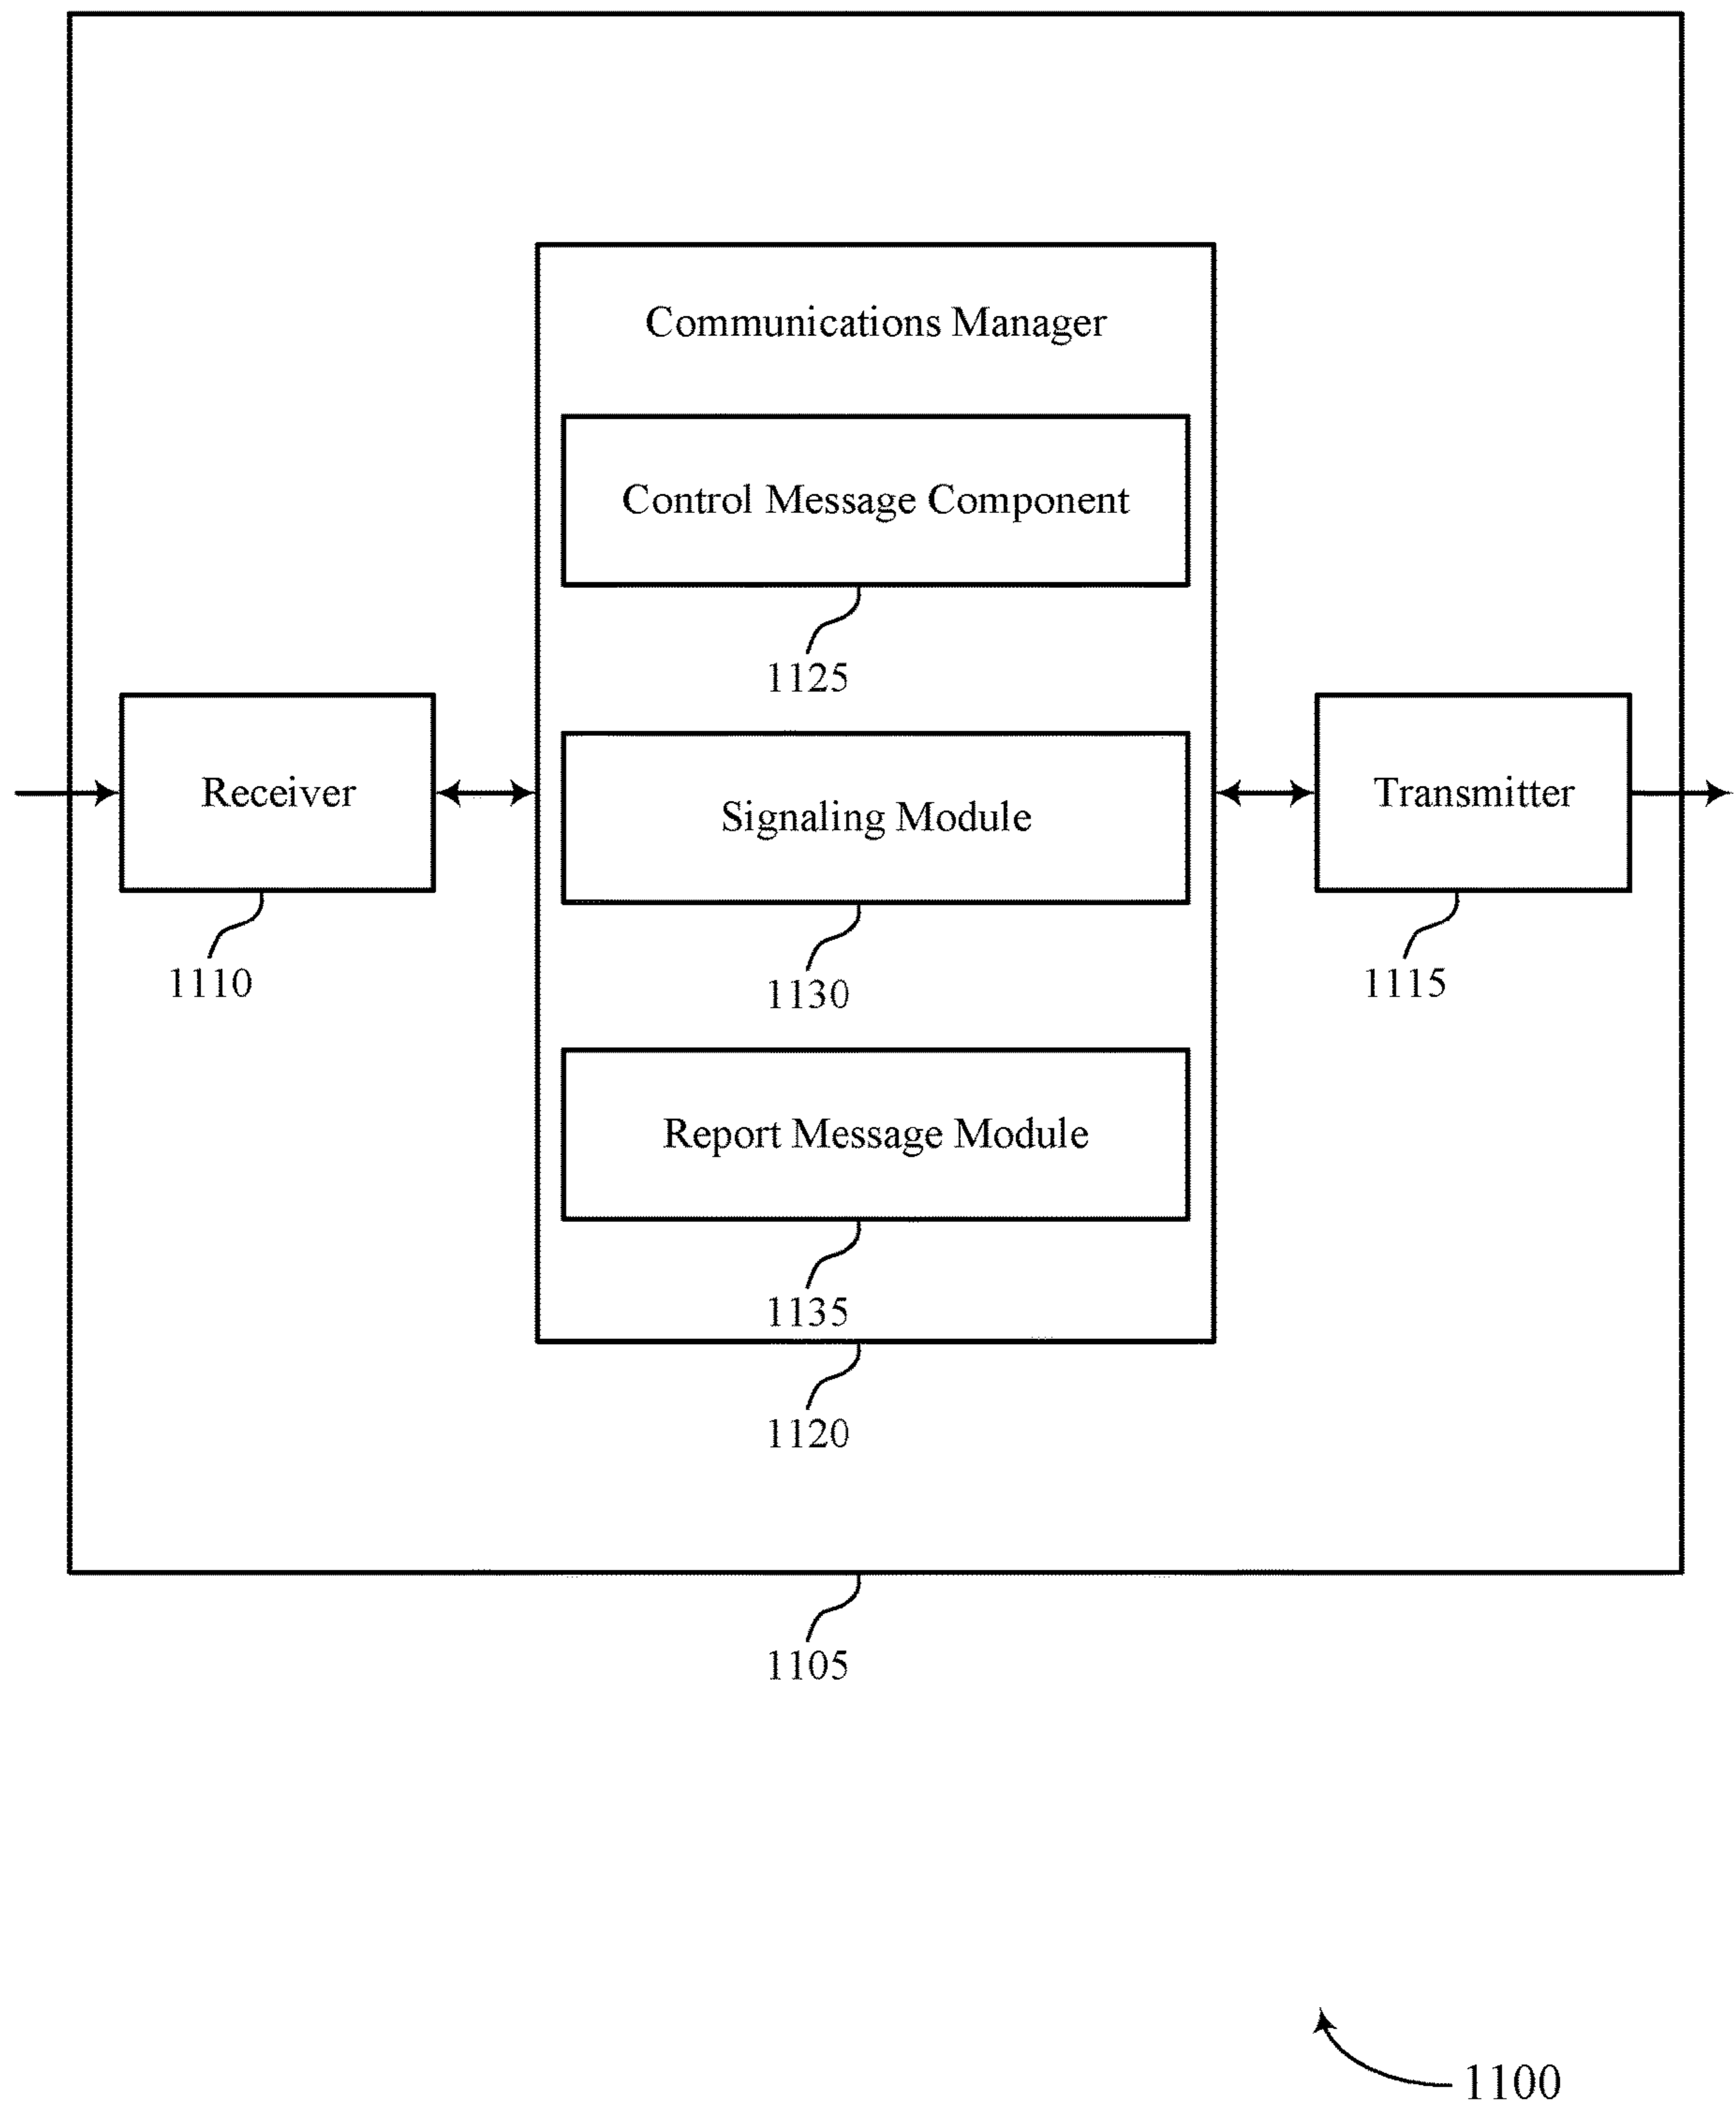 Communications Manager
Control Message Component
1125
Receiver
Signaling Module
Transmitter
1110
1130
1115
Report Message Module
1135
1120
1105
1100